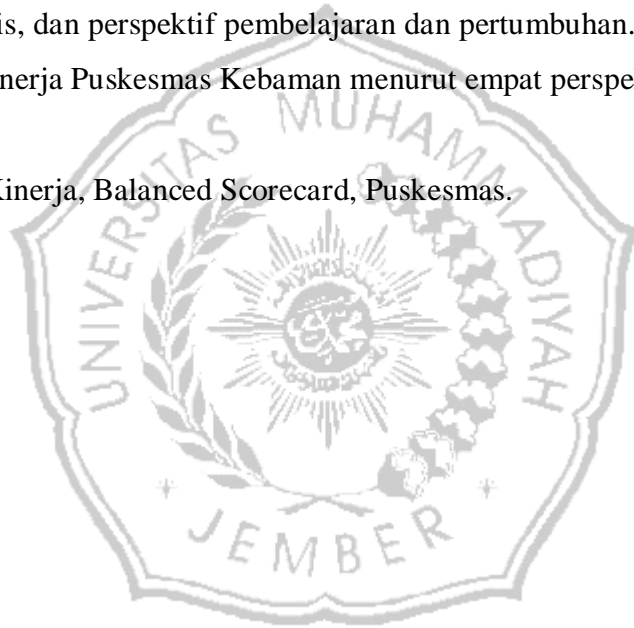 is, dan perspektif pembelajaran dan pertumbuhan.
nerja Puskesmas Kebaman menurut empat perspe
Kinerja, Balanced Scorecard, Puskesmas.
UNIVERSITAS MUHAMMADIYAH
JEMBER